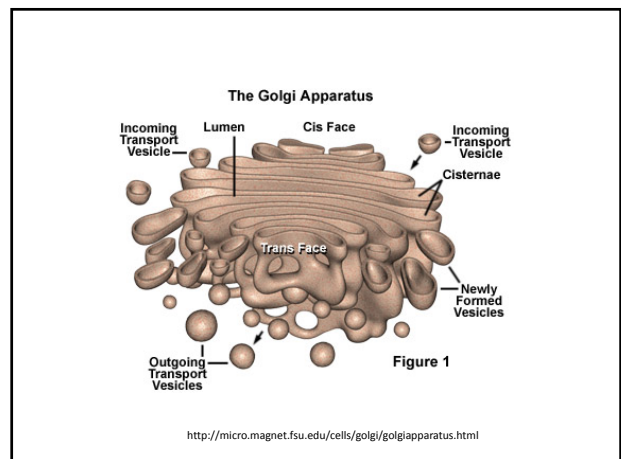 The Golgi Apparatus
Incoming
Transport
Vesicle
Lumen
Cis Face
Incoming
Transport
Vesicle
Cisternae
Trans Face
Newly
Formed
Vesicles
Outgoing
Transport
Vesicles
Figure 1
http://micro.magnet.fsu.edu/cells/golgi/golgiapparatus.html